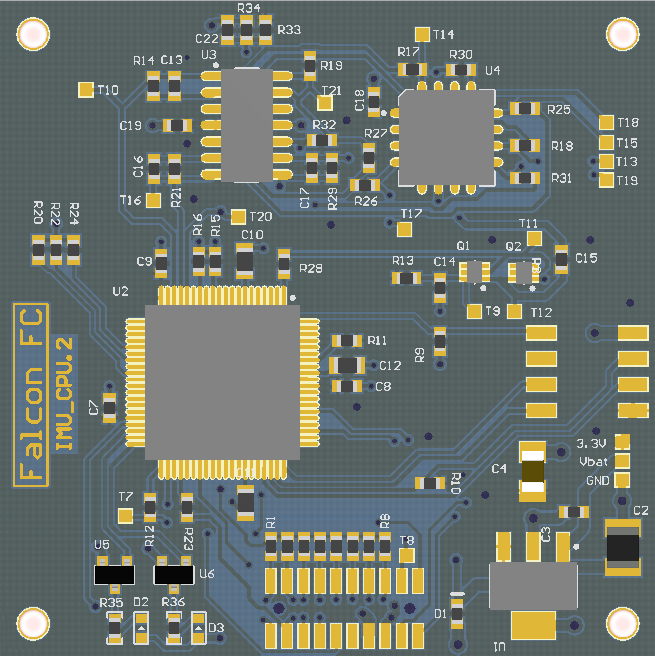 R34
C22
R33
U3
R14
C13
R19
T14
R17
R30
U4
T10
T21
C18
R25
T18
C19
R32
R27
R18
T15
T13
C16
R21
C17
R29
R26
R31
T19
T16
T20
T17
T11
R20
R22
R24
R16
R15
C10
Q1
Q2
C9
R28
R13
C14
C15
U2
T9
T12
R11
R9
C12
C8
Falcon FC
IMU_CPU.2
C7
3.3V
Vbat
GND
C4
C11
R10
T7
R12
R23
R1
R8
T8
C3
C2
U5
U6
R35
D2
R36
D3
D1
U1